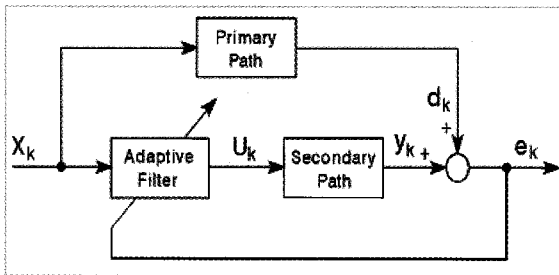 Primary
Path
d_k
+
X_k
Adaptive
Filter
U_k
Secondary
Path
y_k +
e_k